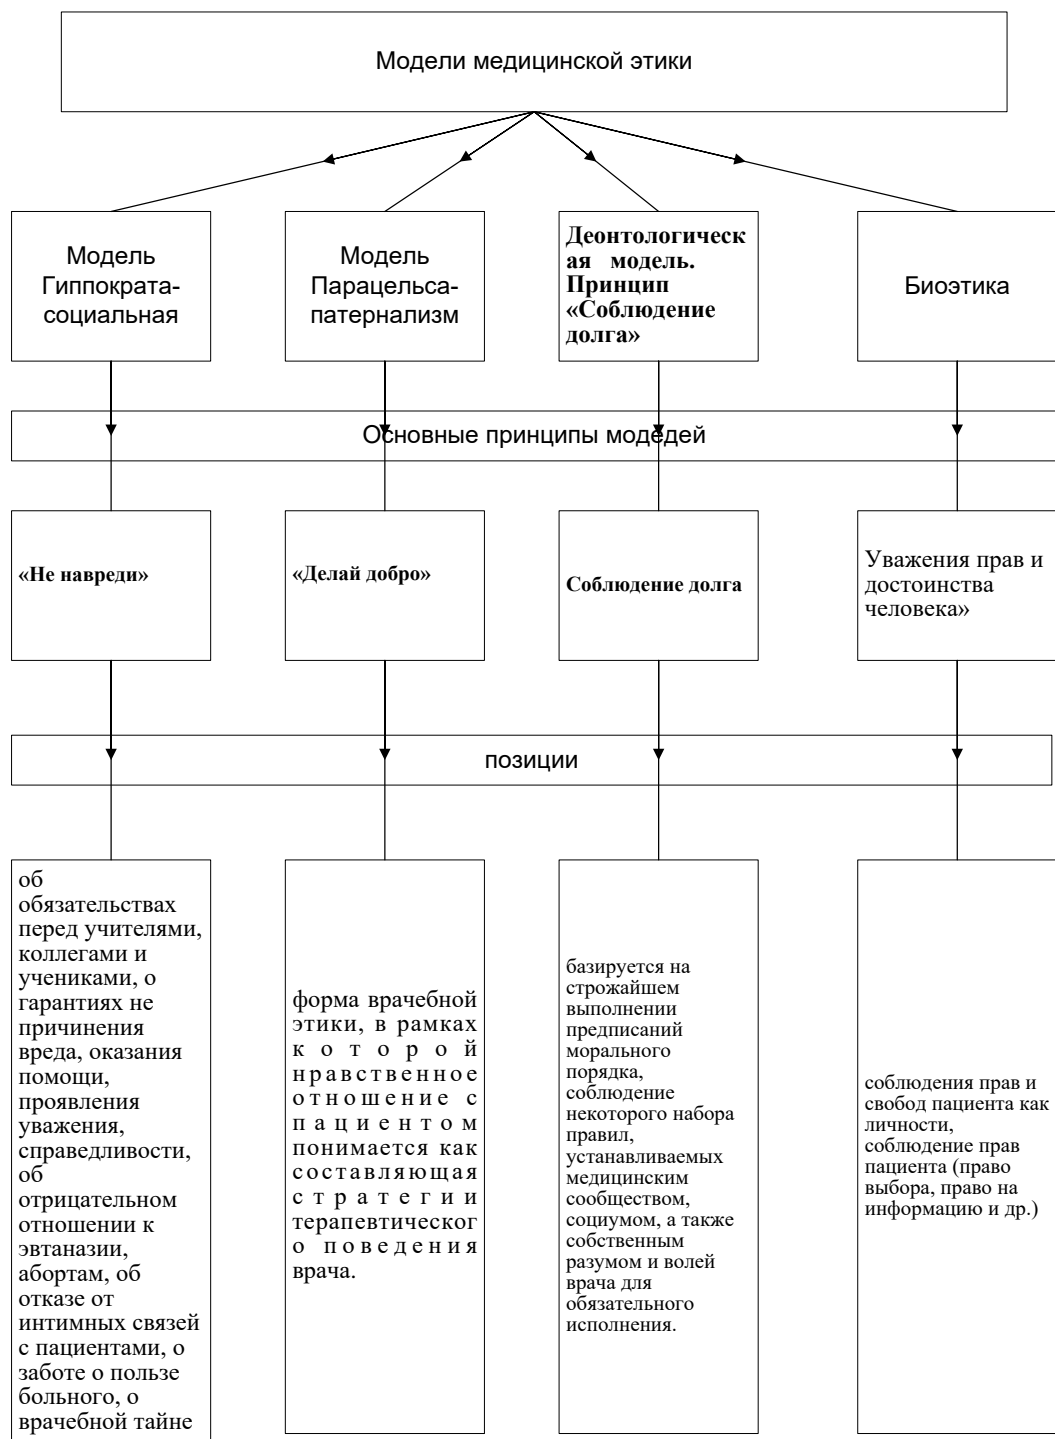 Модели медицинской этики
Модель
Гиппократа-
социальная
Модель
Парацельса-
патернализм
Деонтологическ
ая модель.
Принцип
«Соблюдение
долга»
Биоэтика
Основные принципы модедей
«Не навреди»
«Делай добро»
Соблюдение долга
Уважения прав и
достоинства
человека»
позиции
об
обязательствах
перед учителями,
коллегами и
учениками, о
гарантиях не
причинения
вреда, оказания
помощи,
проявления
уважения,
справедливости,
об
отрицательном
отношении к
эвтаназии,
абортам, об
отказе от
интимных связей
с пациентами, о
заботе о пользе
больного, о
врачебной тайне
форма врачебной
этики, в рамках
которой
нравственное
отношение с
пациентом
понимается как
составляющая
стратегии
терапевтическог
о поведения
врача.
базируется на
строжайшем
выполнении
предписаний
морального
порядка,
соблюдение
некоторого набора
правил,
устанавливаемых
медицинским
сообществом,
социумом, а также
собственным
разумом и волей
врача для
обязательного
исполнения.
соблюдения прав и
свобод пациента как
личности,
соблюдение прав
пациента (право
выбора, право на
информацию и др.)